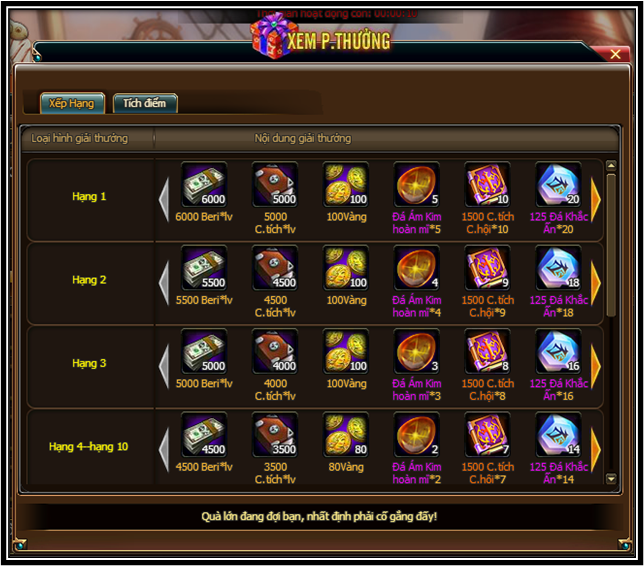 XEM P.THƯỞNG
Xếp Hạng Tích điểm
Loại hình giải thưởng Nội dung giải thưởng
6000 5000 100 5 10 20
Hạng 1
6000 Beri*lv 5000 100Vàng Đá Ám Kim 1500 C.tích 125 Đá Khắc
C.tích*lv hoàn mĩ*5 C.hội*10 Ấn*20
5500 4500 100 4 9 18
Hạng 2
5500 Beri*lv 4500 100Vàng Đá Ám Kim 1500 C.tích 125 Đá Khắc
C.tích*lv hoàn mĩ*4 C.hội*9 Ấn*18
5000 4000 100 3 8 16
Hạng 3
5000 Beri*lv 4000 100Vàng Đá Ám Kim 1500 C.tích 125 Đá Khắc
C.tích*lv hoàn mĩ*3 C.hội*8 Ấn*16
4500 3500 80 2 7 14
Hạng 4--hạng 10
4500 Beri*lv 3500 80Vàng Đá Ám Kim 1500 C.tích 125 Đá Khắc
C.tích*lv hoàn mĩ*2 C.hội*7 Ấn*14
Quà lớn đang đợi bạn, nhất định phải cố gắng đấy!